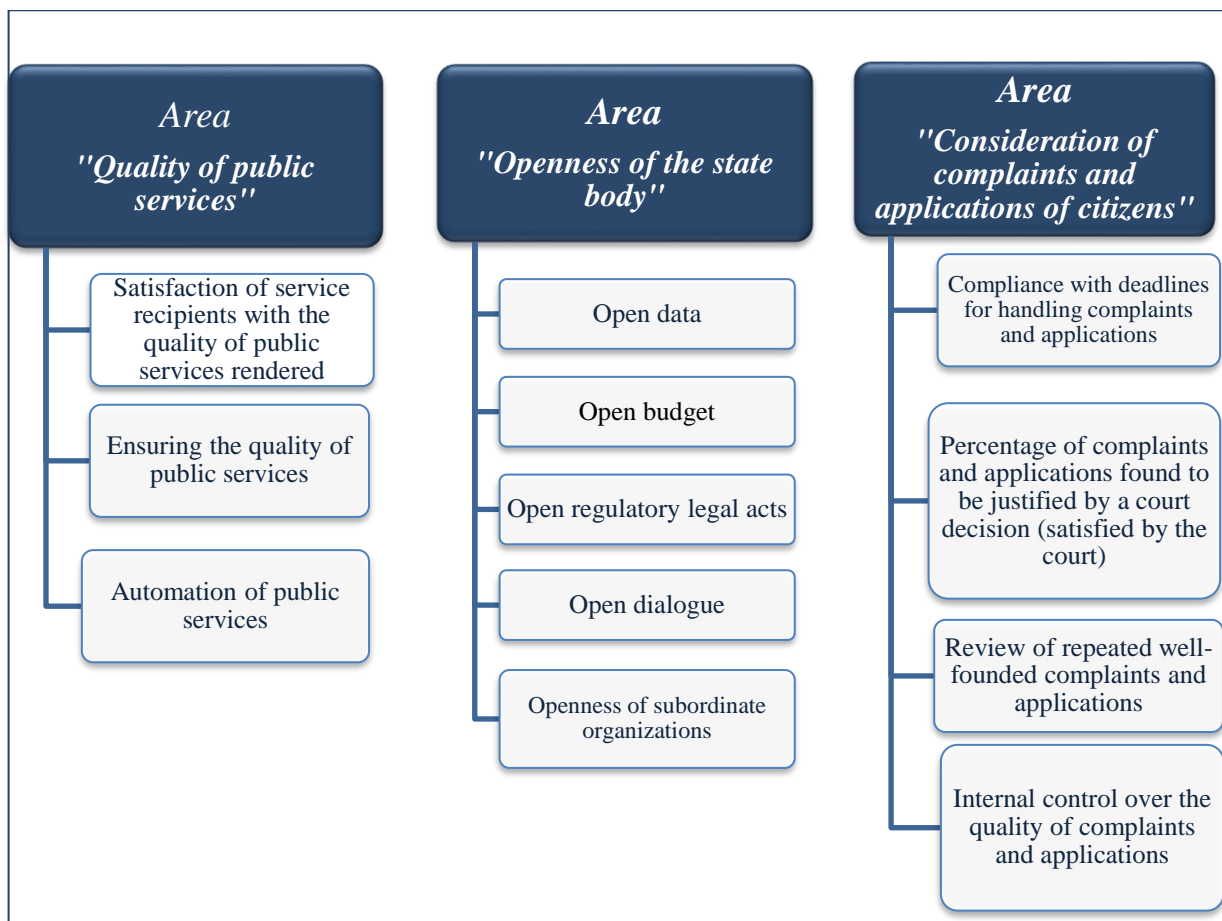 Area
"Quality of public
services"
Satisfaction of service
recipients with the
quality of public
services rendered
Ensuring the quality of
public services
Automation of public
services
Area
"Openness of the state
body"
Open data
Open budget
Open regulatory legal acts
Open dialogue
Openness of subordinate
organizations
Area
"Consideration of
complaints and
applications of citizens"
Compliance with deadlines
for handling complaints
and applications
Percentage of complaints
and applications found to
be justified by a court
decision (satisfied by the
court)
Review of repeated well-
founded complaints and
applications
Internal control over the
quality of complaints
and applications